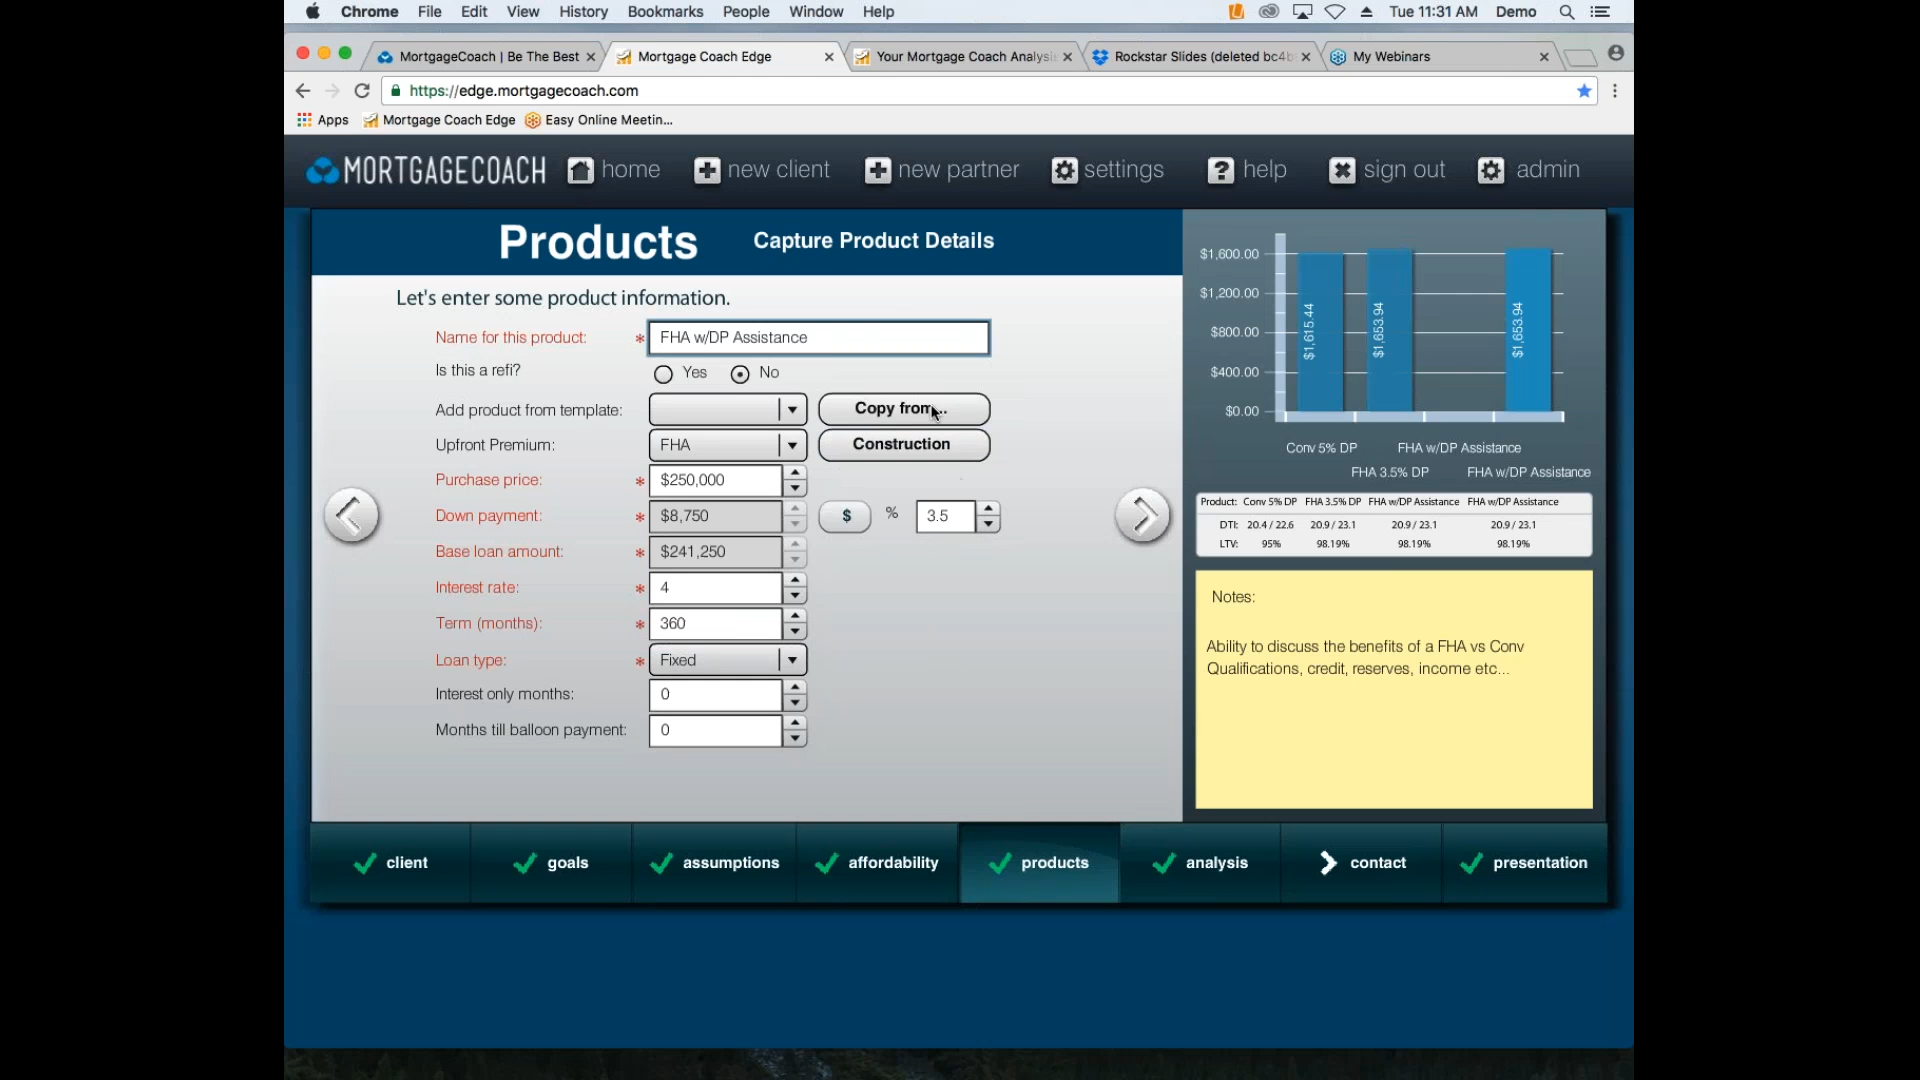 Chrome File Edit View History Bookmarks People Window Help Tue 11:31 AM Demo
MortgageCoach | Be The Best Mortgage Coach Edge Your Mortgage Coach Analysis Rockstar Slides (deleted bc4b My Webinars
https://edge.mortgagecoach.com
Apps Mortgage Coach Edge Easy Online Meetin...
MORTGAGECOACH home new client new partner settings help sign out admin
Products Capture Product Details
Let's enter some product information.
Name for this product: * FHA w/DP Assistance
Is this a refi? Yes No
Add product from template: Copy from...
Upfront Premium: FHA Construction
Purchase price: * $250,000
Down payment: * $8,750 $ % 3.5
Base loan amount: * $241,250
Interest rate: * 4
Term (months): * 360
Loan type: * Fixed
Interest only months: 0
Months till balloon payment: 0
$1,600.00
$1,200.00
$800.00
$400.00
$0.00
$1,615.44
$1,653.94
$1,653.94
Conv 5% DP FHA w/DP Assistance
FHA 3.5% DP FHA w/DP Assistance
Product: Conv 5% DP FHA 3.5% DP FHA w/DP Assistance FHA w/DP Assistance
DTI: 20.4 / 22.6 20.9 / 23.1 20.9 / 23.1 20.9 / 23.1
LTV: 95% 98.19% 98.19% 98.19%
Notes:
Ability to discuss the benefits of a FHA vs Conv
Qualifications, credit, reserves, income etc...
client goals assumptions affordability products analysis contact presentation